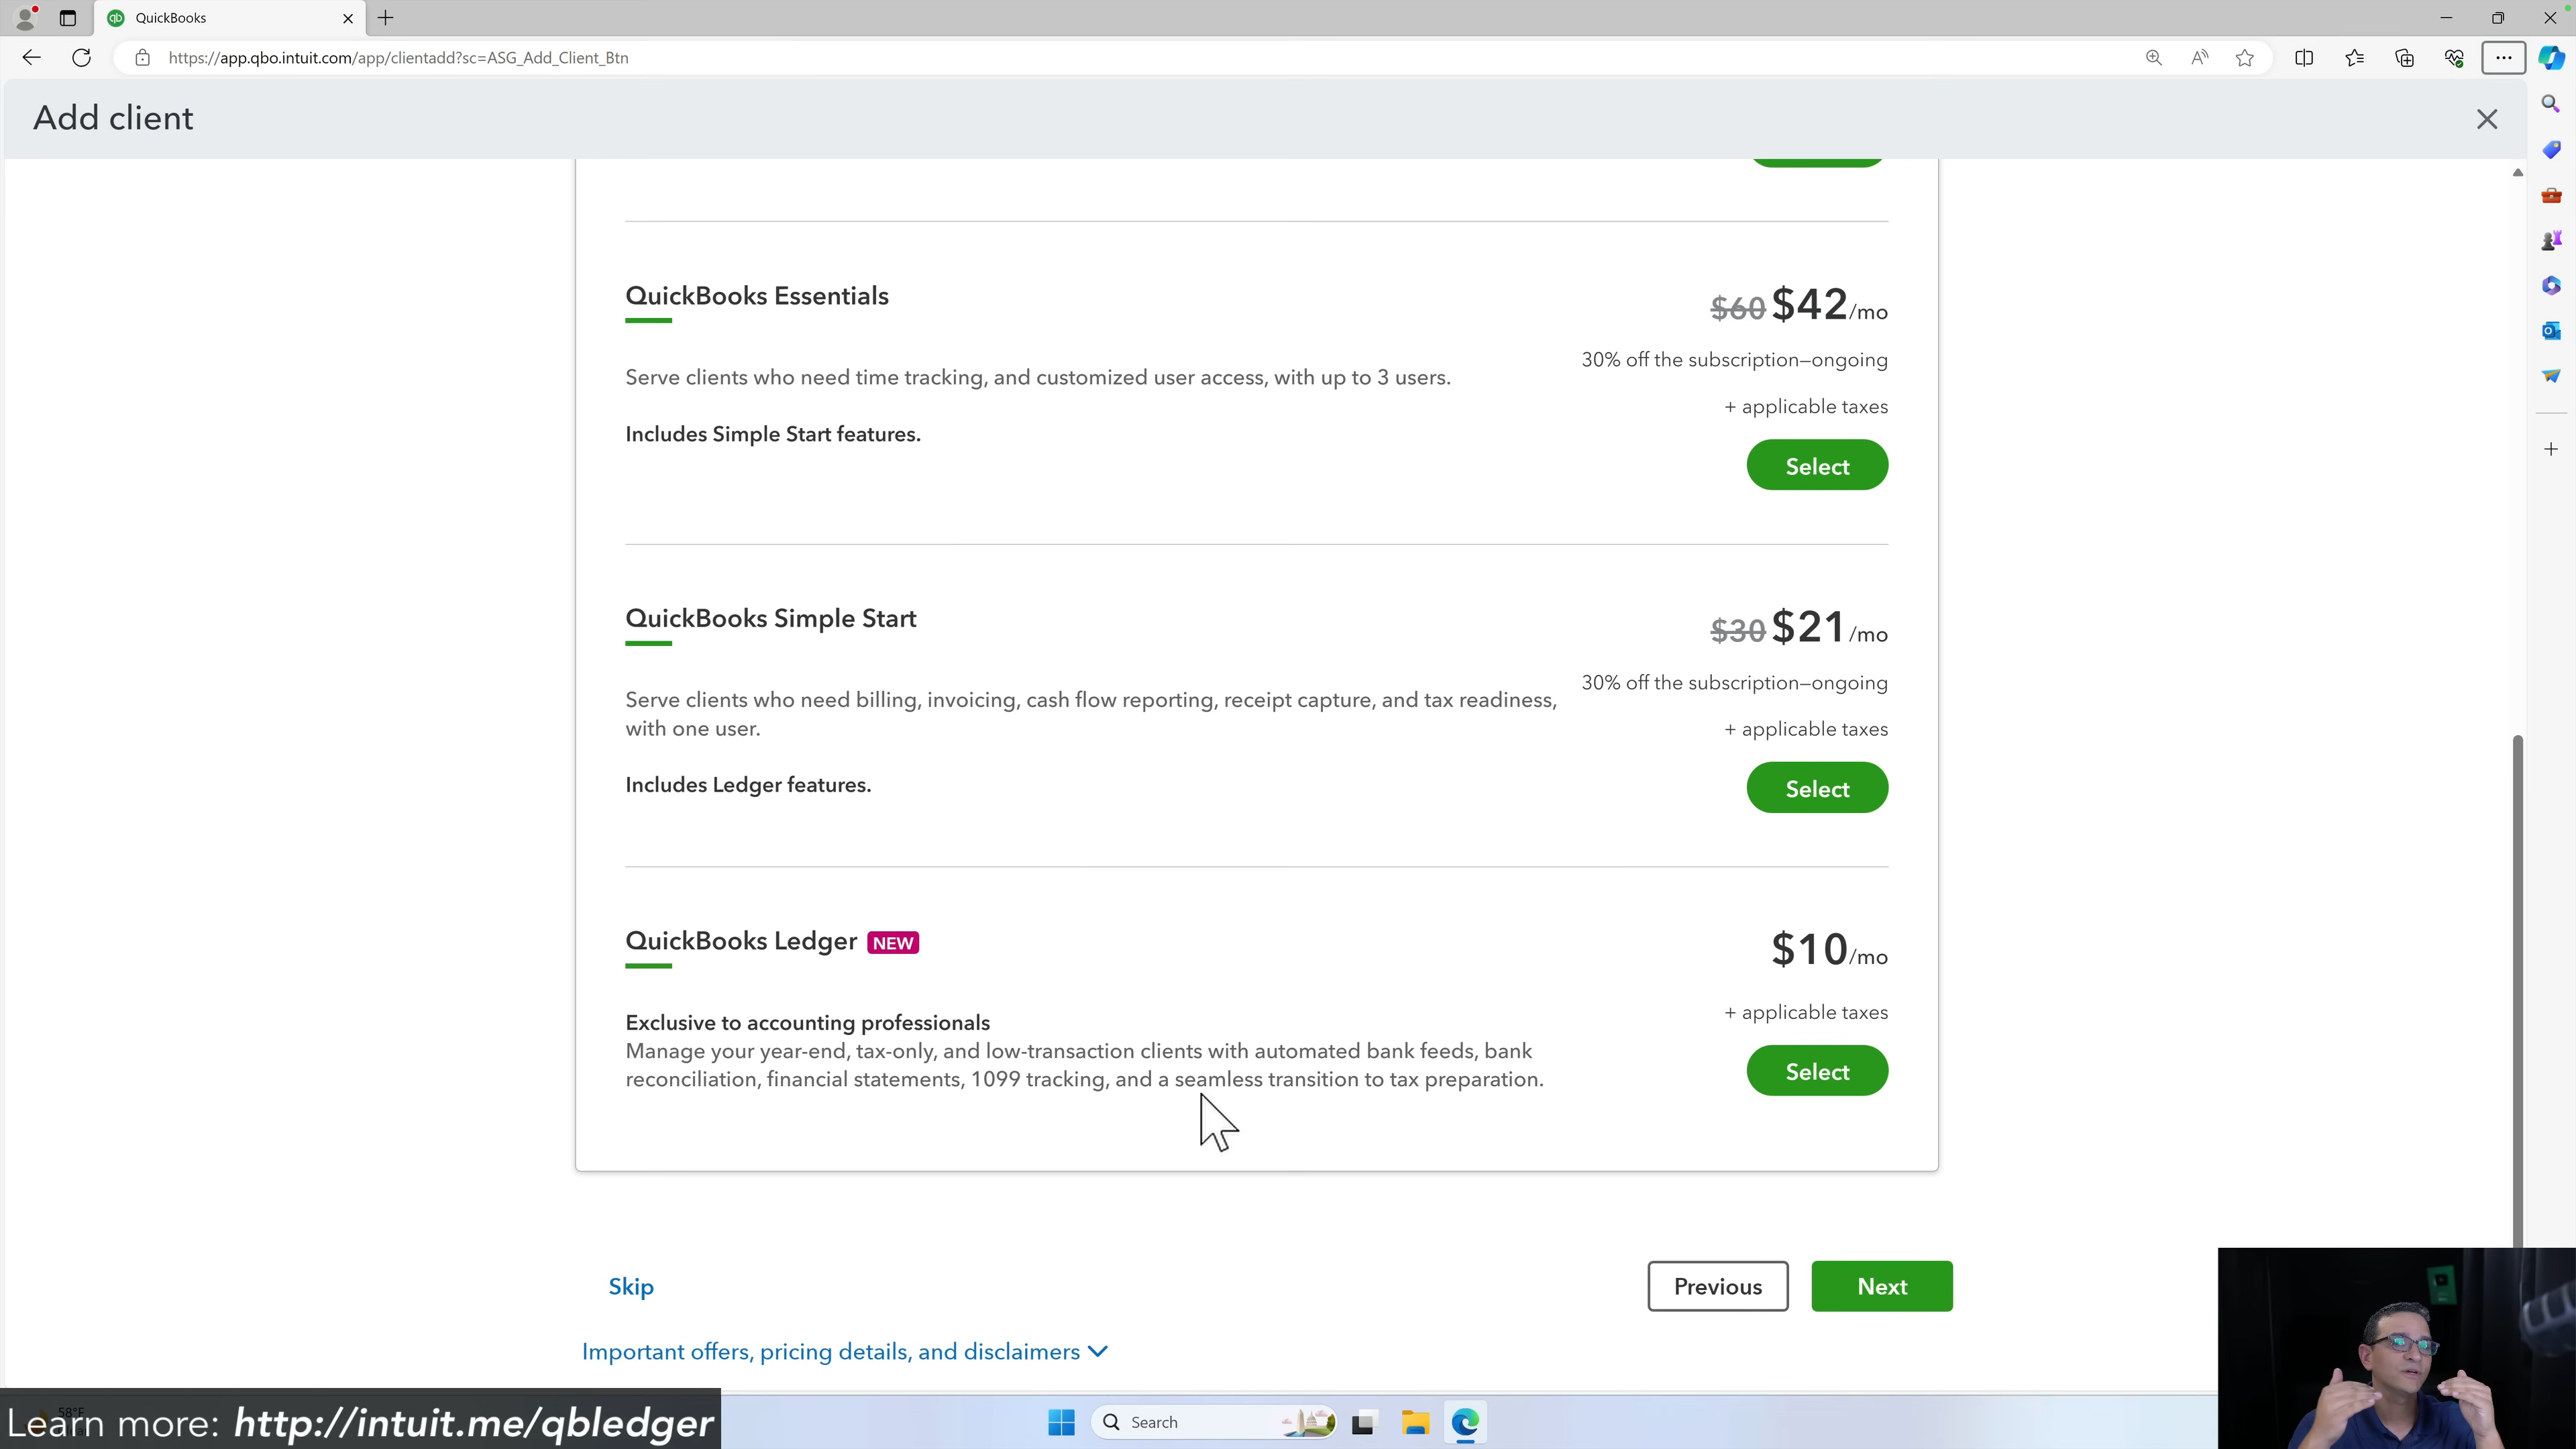 QuickBooks
https://app.qbo.intuit.com/app/clientadd?sc=ASG_Add_Client_Btn
Add client
QuickBooks Essentials
$60 $42/mo
30% off the subscription—ongoing
Serve clients who need time tracking, and customized user access, with up to 3 users.
+ applicable taxes
Includes Simple Start features.
Select
QuickBooks Simple Start
$30 $21/mo
30% off the subscription—ongoing
Serve clients who need billing, invoicing, cash flow reporting, receipt capture, and tax readiness,
with one user.
+ applicable taxes
Includes Ledger features.
Select
QuickBooks Ledger NEW
$10/mo
Exclusive to accounting professionals
+ applicable taxes
Manage your year-end, tax-only, and low-transaction clients with automated bank feeds, bank
reconciliation, financial statements, 1099 tracking, and a seamless transition to tax preparation.
Select
Skip
Previous
Next
Important offers, pricing details, and disclaimers
58°F
Learn more: http://intuit.me/qbledger
Search